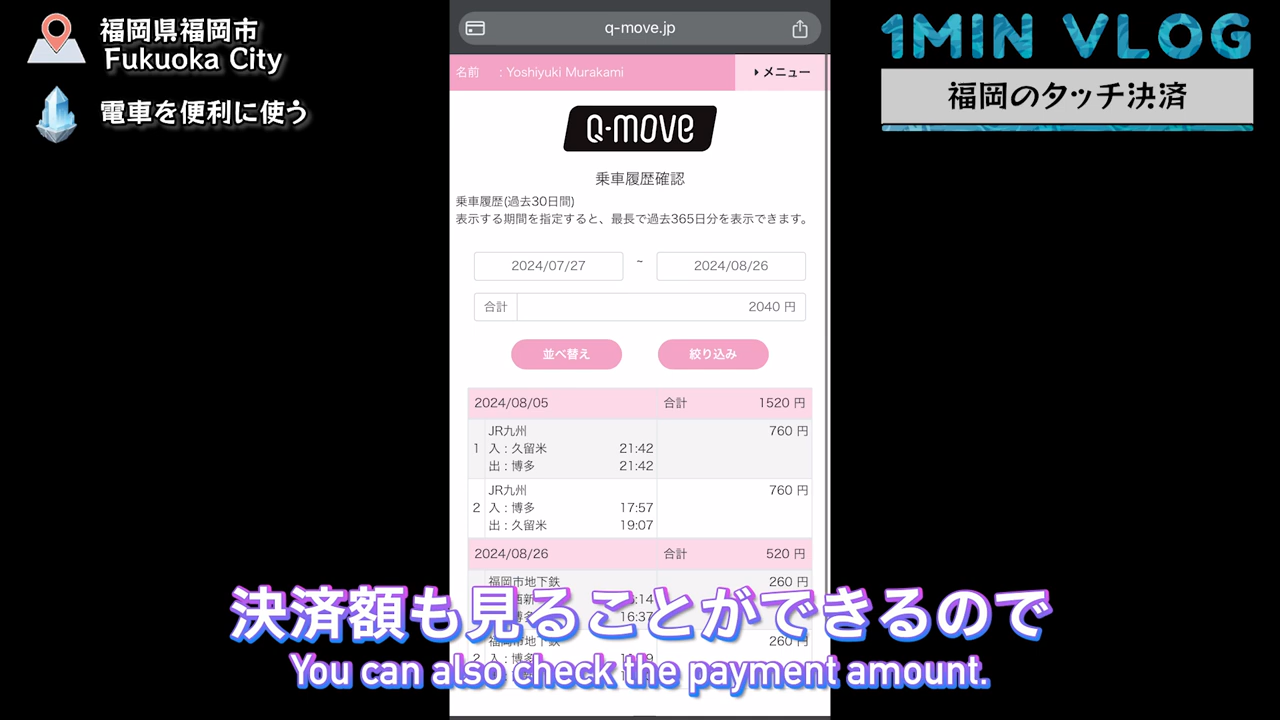 福岡県福岡市
Fukuoka City
電車を便利に使う
1MIN VLOG
福岡のタッチ決済
q-move.jp
名前 : Yoshiyuki Murakami
メニュー
Q-MOVE
乗車履歴確認
乗車履歴(過去30日間)
表示する期間を指定すると、最長で過去365日分を表示できます。
2024/07/27 ~ 2024/08/26
合計 2040 円
並べ替え 絞り込み
2024/08/05 合計 1520 円
JR九州 760 円
1 入 : 久留米 21:42
出 : 博多 21:42
JR九州 760 円
2 入 : 博多 17:57
出 : 久留米 19:07
2024/08/26 合計 520 円
福岡市地下鉄 260 円
16:37
260 円
2 入 : 博多
決済額も見ることができるので
You can also check the payment amount.